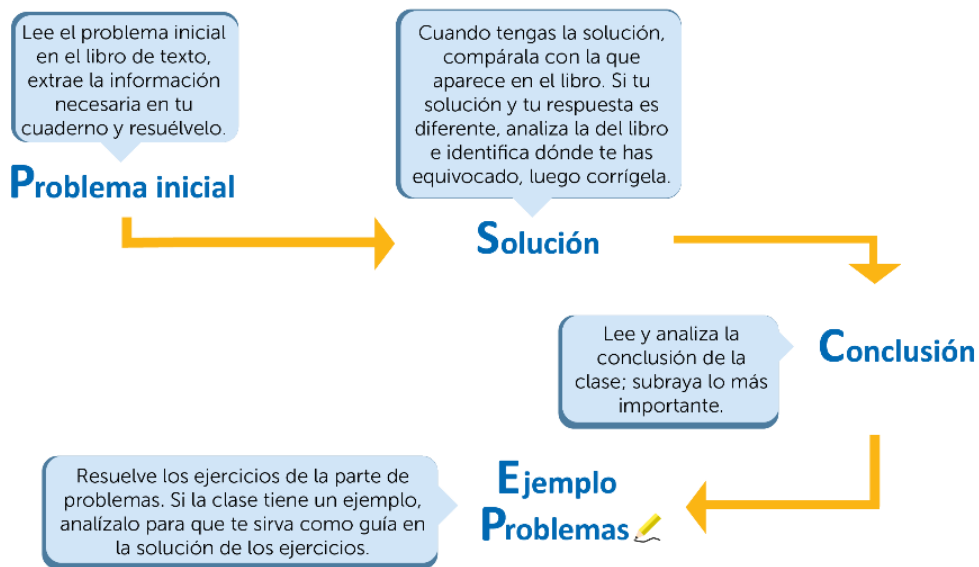 Lee el problema inicial
en el libro de texto,
extrae la información
necesaria en tu
cuaderno y resuélvelo.
Problema inicial
Cuando tengas la solución,
compárala con la que
aparece en el libro. Si tu
solución y tu respuesta es
diferente, analiza la del libro
e identifica dónde te has
equivocado, luego corrígela.
Solución
Lee y analiza la
conclusión de la
clase; subraya lo más
importante.
Conclusión
Resuelve los ejercicios de la parte de
problemas. Si la clase tiene un ejemplo,
analízalo para que te sirva como guía en
la solución de los ejercicios.
Ejemplo
Problemas